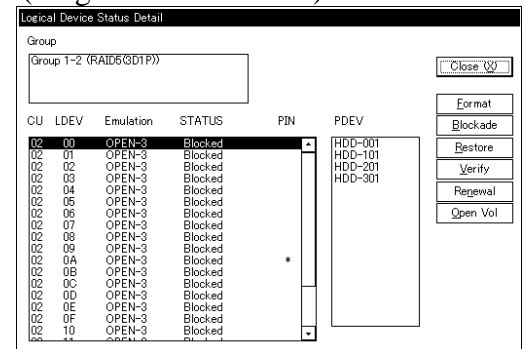 Logical Device Status Detail
Group
Group 1-2 (RAID5(3D1P))
Close (X)
Format
CU LDEV Emulation STATUS PIN PDEV
Blockade
02 00 OPEN-3 Blocked HDD-001
Restore
02 01 OPEN-3 Blocked HDD-101
02 02 OPEN-3 Blocked HDD-201
Verify
02 03 OPEN-3 Blocked HDD-301
02 04 OPEN-3 Blocked
Renewal
02 05 OPEN-3 Blocked
02 06 OPEN-3 Blocked
Open Vol
02 07 OPEN-3 Blocked
02 08 OPEN-3 Blocked
02 09 OPEN-3 Blocked
02 0A OPEN-3 Blocked *
02 0B OPEN-3 Blocked
02 0C OPEN-3 Blocked
02 0D OPEN-3 Blocked
02 0E OPEN-3 Blocked
02 0F OPEN-3 Blocked
02 10 OPEN-3 Blocked